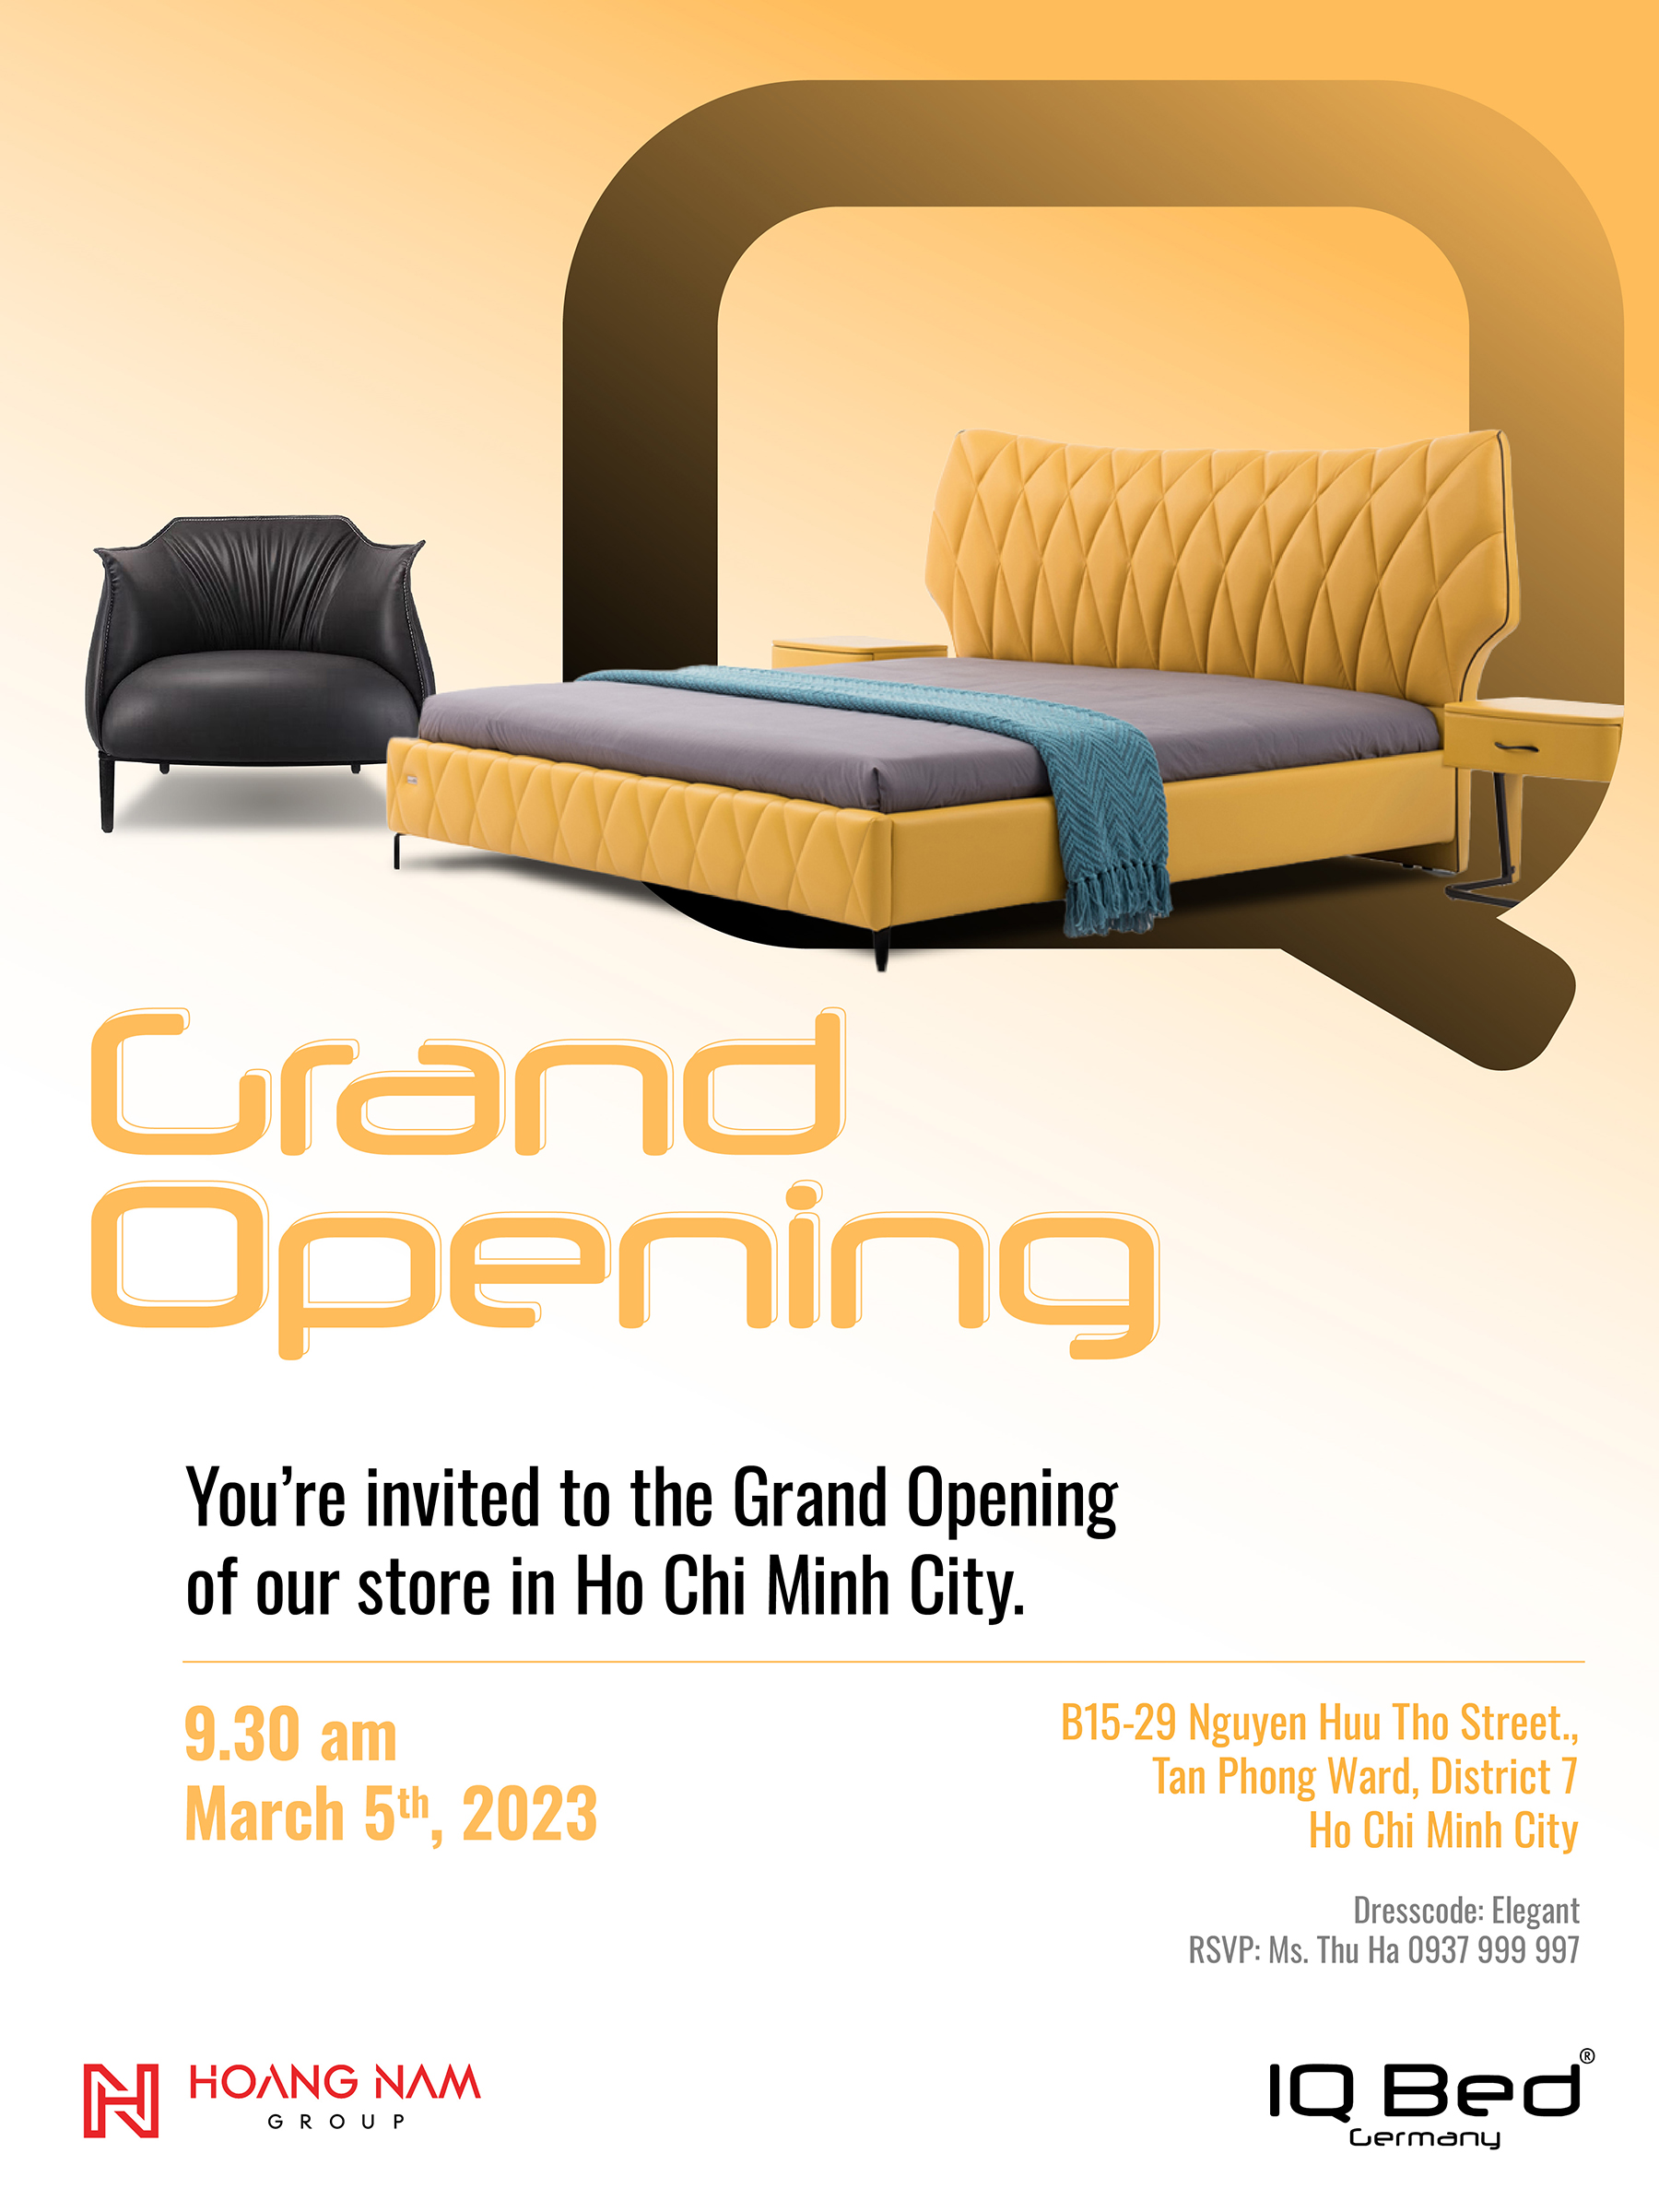 Grand
Opening
You’re invited to the Grand Opening
of our store in Ho Chi Minh City.
9.30 am
March 5th, 2023
B15-29 Nguyen Huu Tho Street.,
Tan Phong Ward, District 7
Ho Chi Minh City
Dresscode: Elegant
RSVP: Ms. Thu Ha 0937 999 997
HOANG NAM
GROUP
IQ Bed®
Germany